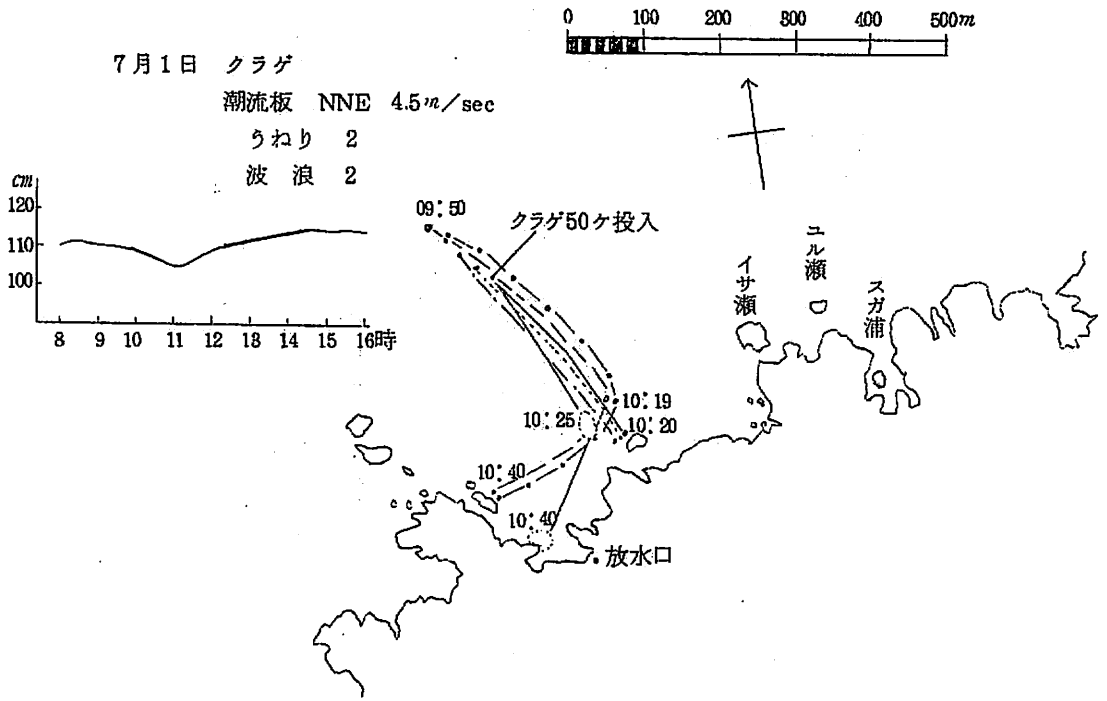 0 100 200 300 400 500m
7月1日 クラゲ
潮流板 NNE 4.5m/sec
うねり 2
波浪 2
cm
120
110
100
8 9 10 11 12 13 14 15 16時
09:50
クラゲ50ケ投入
イサ瀬
ユル瀬
スガ浦
10:19
10:25
10:20
10:40
10:40
放水口